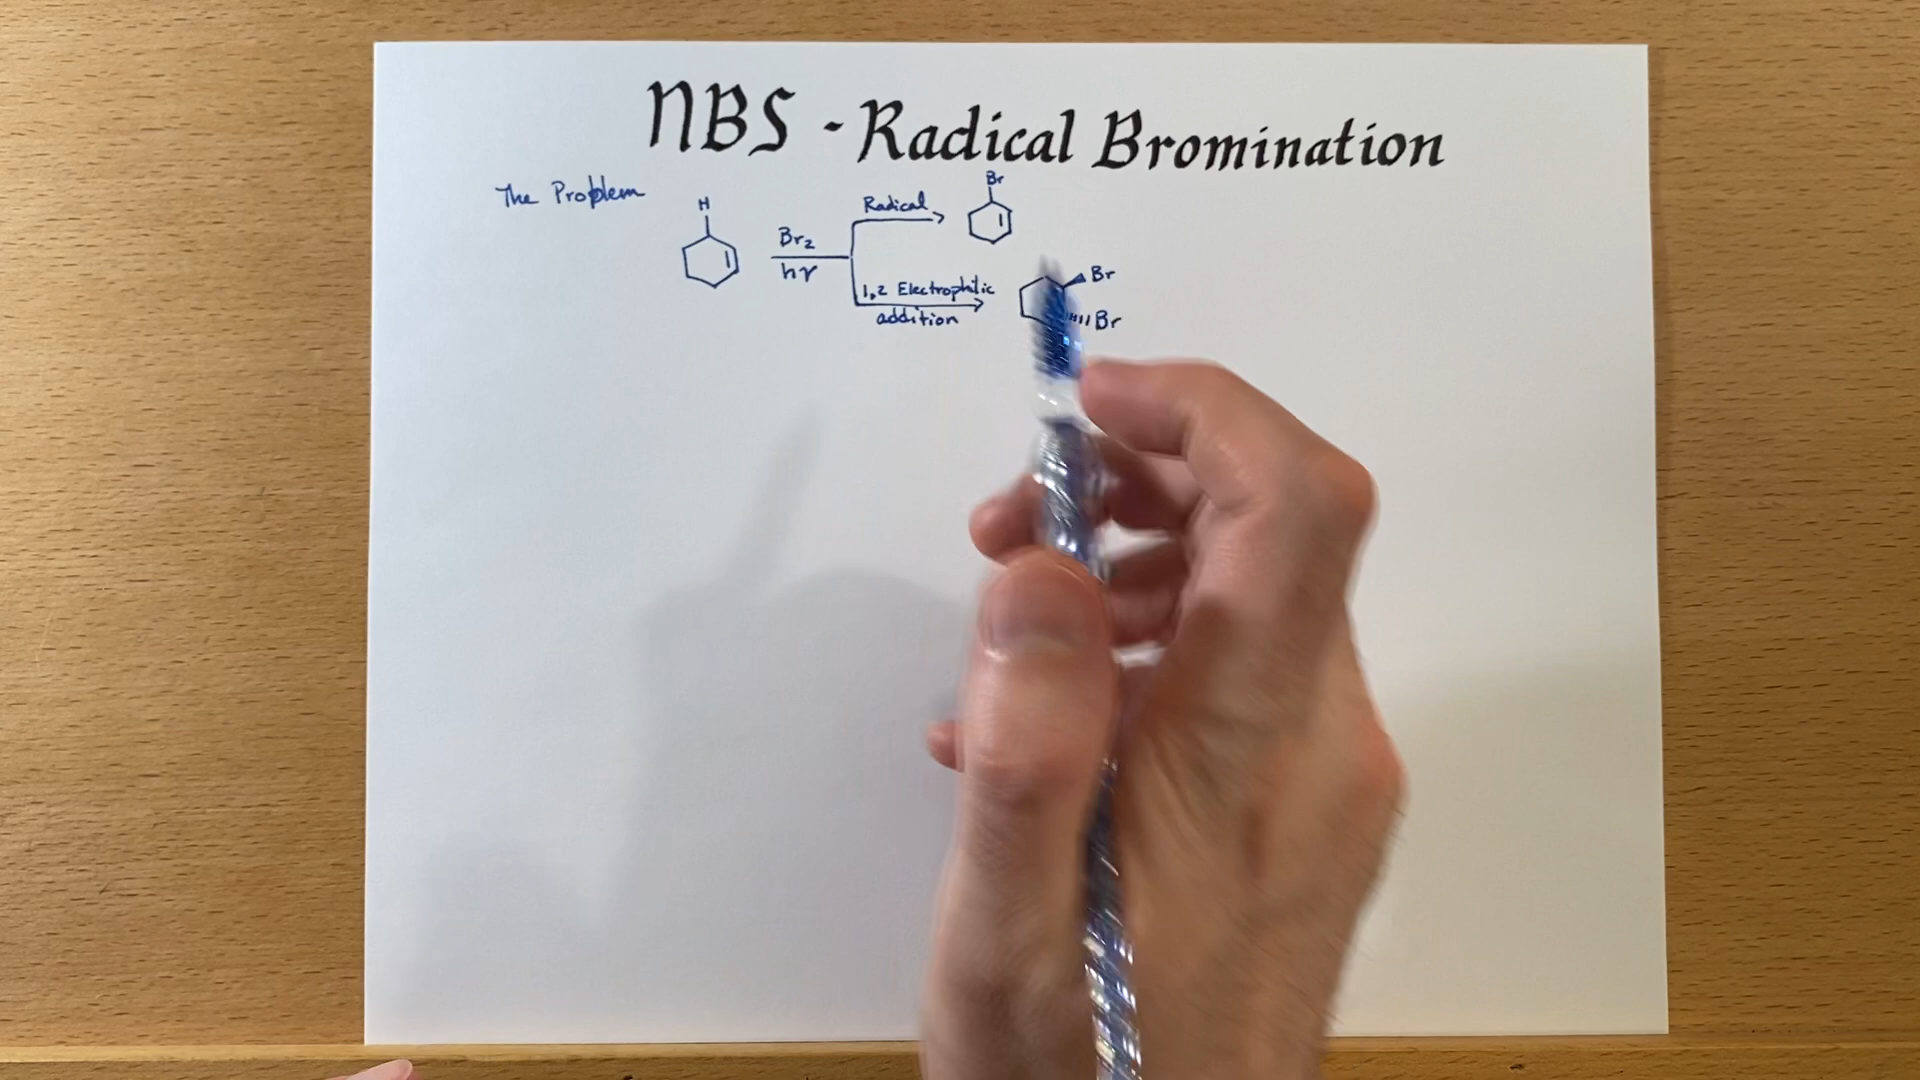 NBS - Radical Bromination
The Problem
H
Br₂
hν
Radical
Br
1,2 Electrophilic
addition
Br
Br